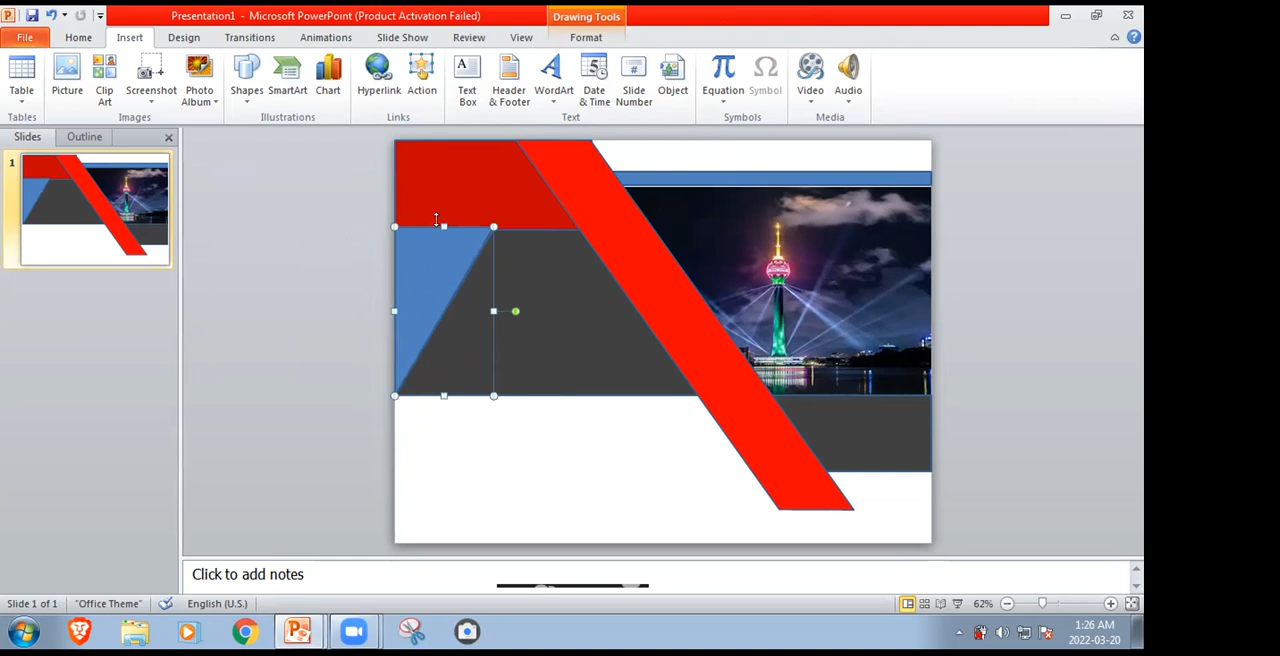 Presentation1 - Microsoft PowerPoint (Product Activation Failed)
Drawing Tools
File Home Insert Design Transitions Animations Slide Show Review View Format
Table Picture Clip Art Screenshot Photo Album Shapes SmartArt Chart Hyperlink Action Text Box Header & Footer WordArt Date & Time Slide Number Object Equation Symbol Video Audio
Tables Images Illustrations Links Text Symbols Media
Slides Outline
1
Click to add notes
Slide 1 of 1 "Office Theme" English (U.S.) 62%
1:26 AM
2022-03-20